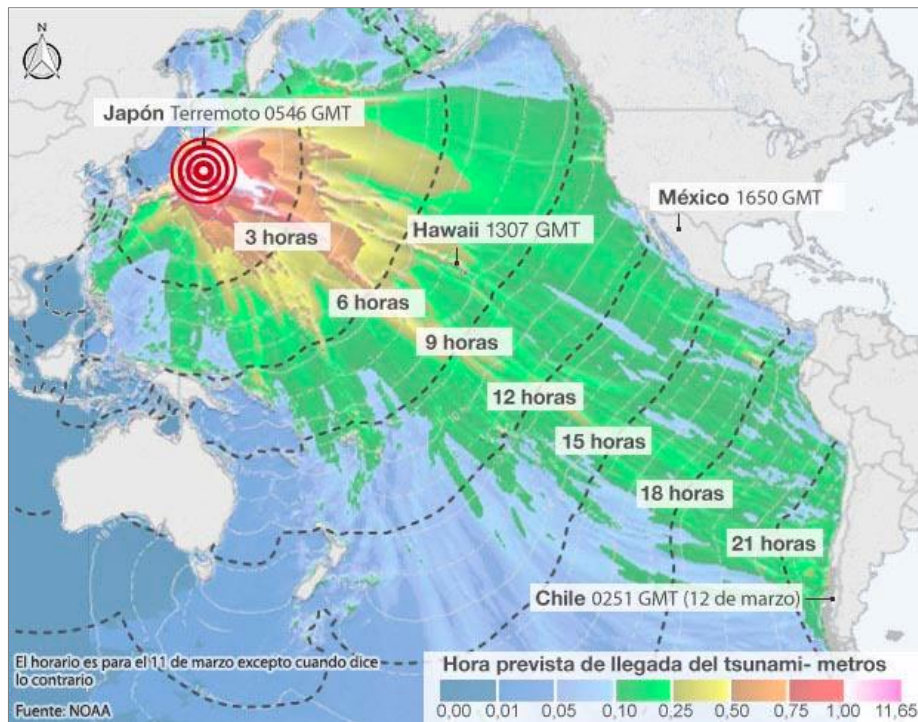 N
Japón Terremoto 0546 GMT
México 1650 GMT
Hawaii 1307 GMT
3 horas
6 horas
9 horas
12 horas
15 horas
18 horas
21 horas
Chile 0251 GMT (12 de marzo)
El horario es para el 11 de marzo excepto cuando dice
lo contrario
Fuente: NOAA
Hora prevista de llegada del tsunami- metros
0,00 0,01 0,05 0,10 0,25 0,50 0,75 1,00 11,65